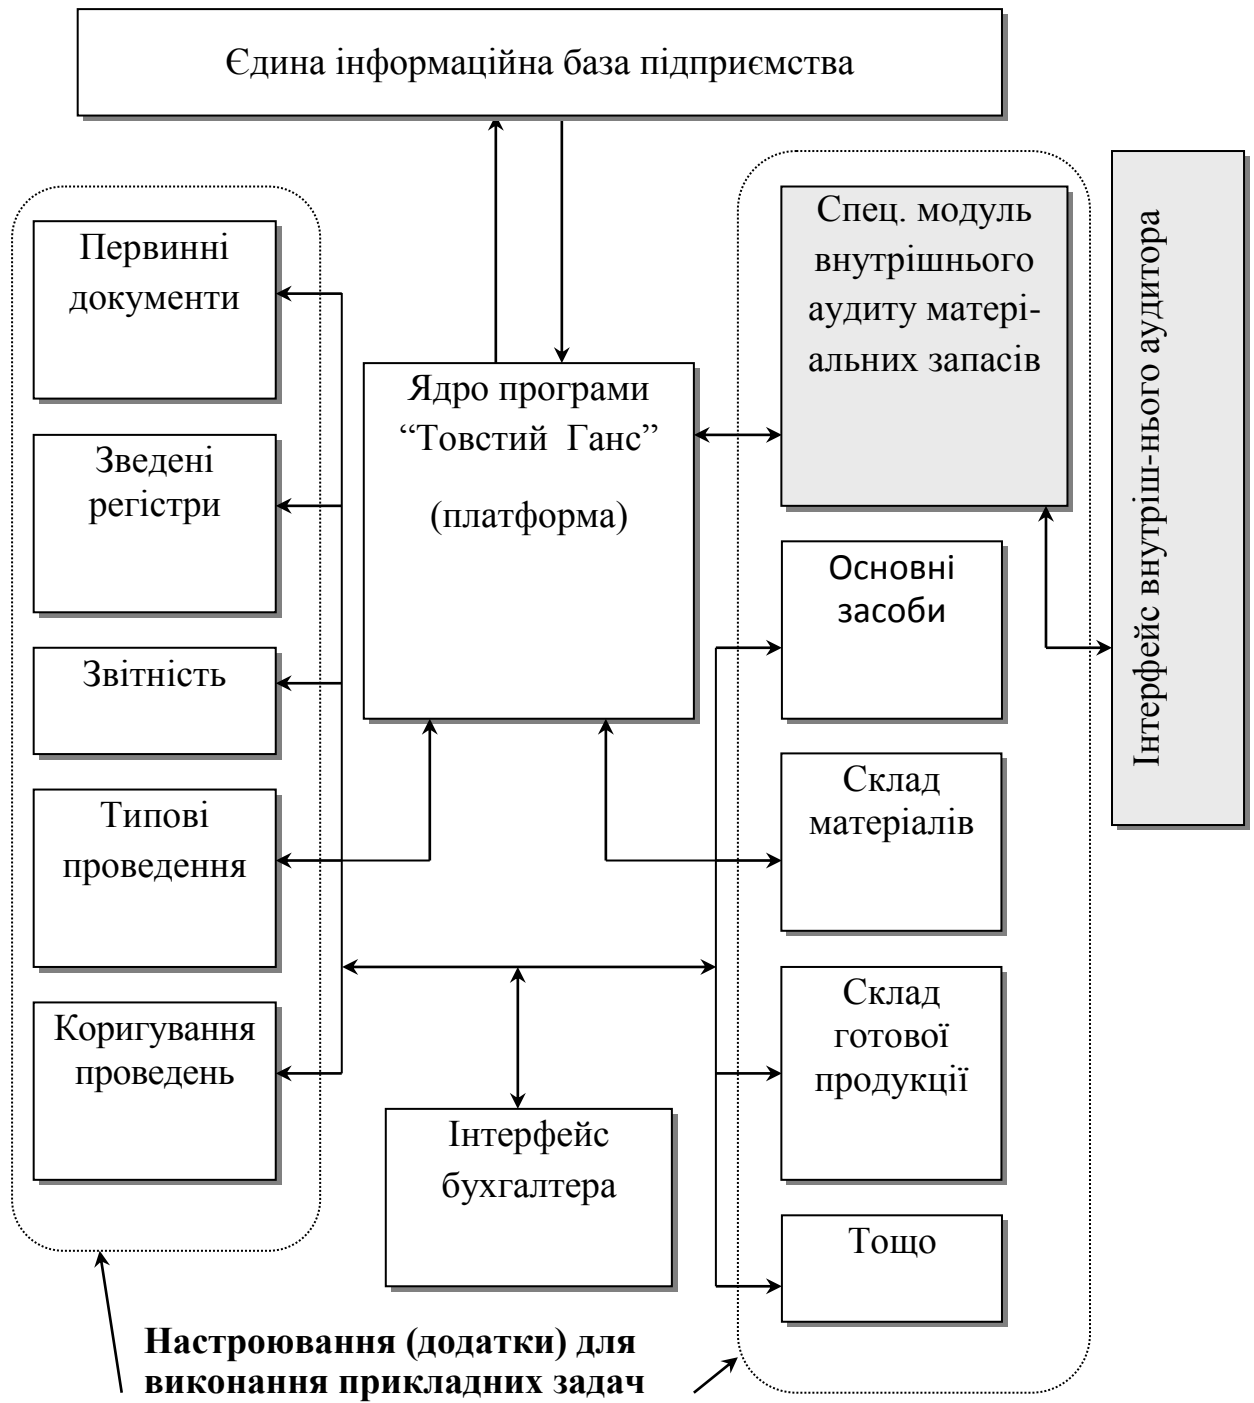 Єдина інформаційна база підприємства
Первинні
документи
Зведені
регістри
Звітність
Типові
проведення
Коригування
проведень
Ядро програми
“Товстий Ганс”
(платформа)
Інтерфейс
бухгалтера
Спец. модуль
внутрішнього
аудиту матері-
альних запасів
Основні
засоби
Склад
матеріалів
Склад
готової
продукції
Тощо
Інтерфейс внутріш-нього аудитора
Настроювання (додатки) для
виконання прикладних задач